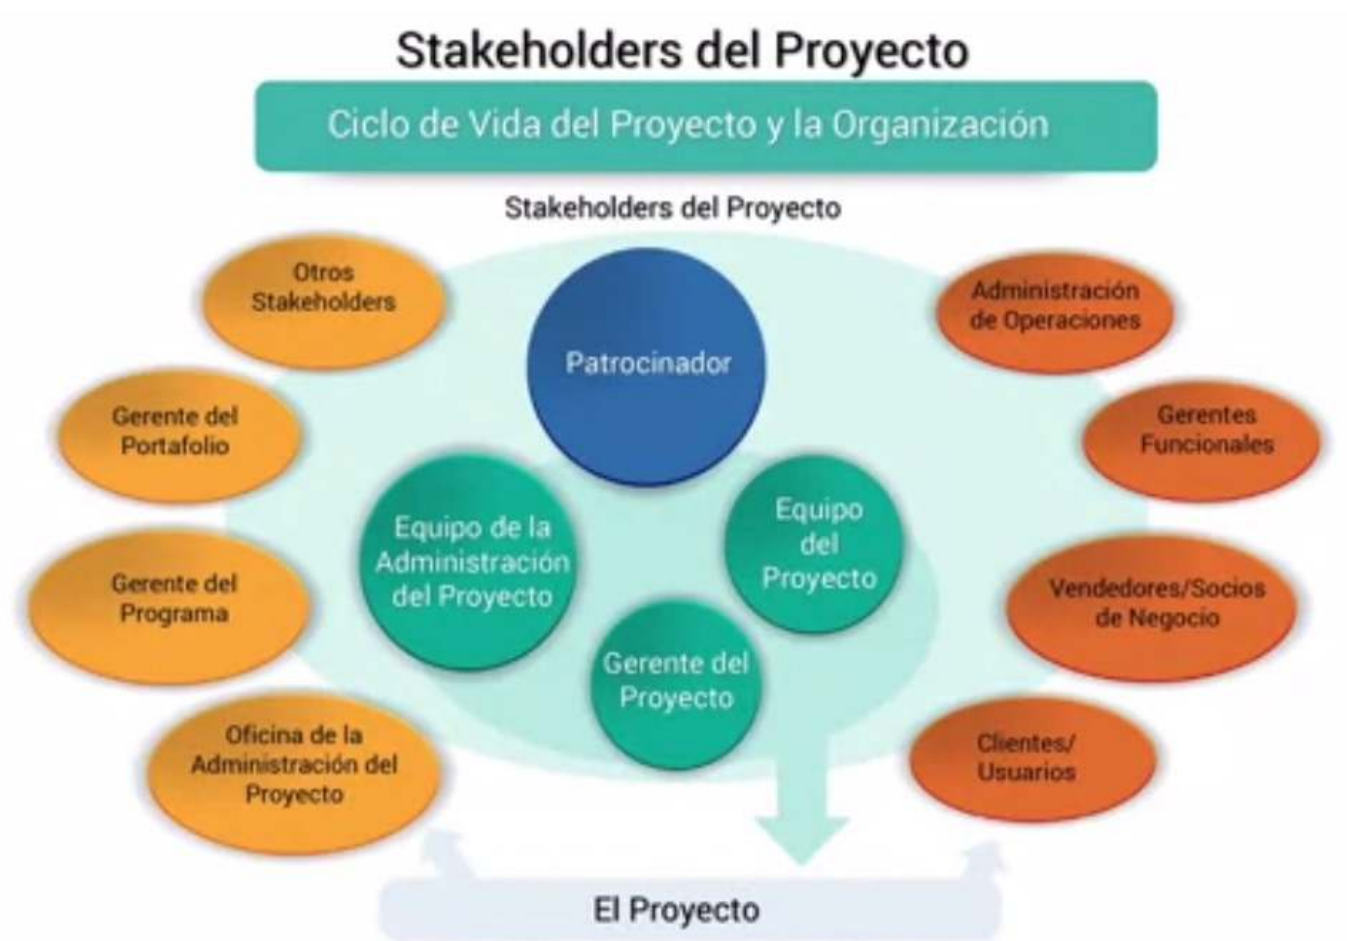 Stakeholders del Proyecto
Ciclo de Vida del Proyecto y la Organización
Stakeholders del Proyecto
Otros
Stakeholders
Patrocinador
Administración
de Operaciones
Gerente del
Portafolio
Gerentes
Funcionales
Equipo de la
Administración
del Proyecto
Equipo
del
Proyecto
Gerente del
Programa
Vendedores/Socios
de Negocio
Gerente del
Proyecto
Oficina de la
Administración del
Proyecto
Clientes/
Usuarios
El Proyecto